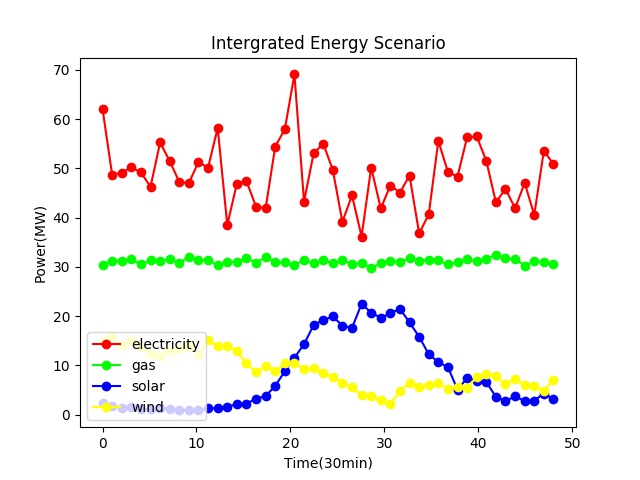 Intergrated Energy Scenario
Power(MW)
70
60
50
40
30
20
10
0
electricity
gas
solar
wind
0 10 20 30 40 50
Time(30min)